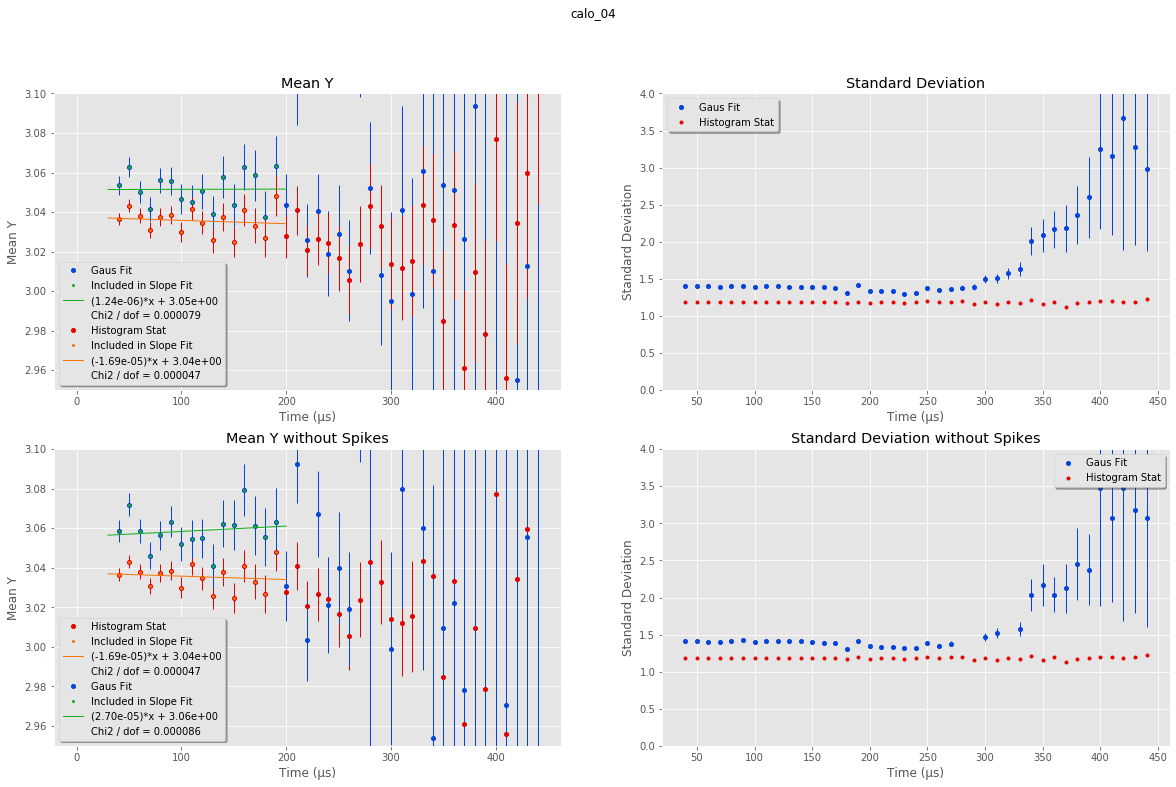 calo_04
Mean Y
3.10
3.08
3.06
3.04
3.02
3.00
2.98
2.96
Mean Y
Gaus Fit
Included in Slope Fit
(1.24e-06)*x + 3.05e+00
Chi2 / dof = 0.000079
Histogram Stat
Included in Slope Fit
(-1.69e-05)*x + 3.04e+00
Chi2 / dof = 0.000047
0 100 200 300 400
Time (μs)
Standard Deviation
4.0
3.5
3.0
2.5
2.0
1.5
1.0
0.5
0.0
Standard Deviation
Gaus Fit
Histogram Stat
50 100 150 200 250 300 350 400 450
Time (μs)
Mean Y without Spikes
3.10
3.08
3.06
3.04
3.02
3.00
2.98
2.96
Mean Y
Histogram Stat
Included in Slope Fit
(-1.69e-05)*x + 3.04e+00
Chi2 / dof = 0.000047
Gaus Fit
Included in Slope Fit
(2.70e-05)*x + 3.06e+00
Chi2 / dof = 0.000086
0 100 200 300 400
Time (μs)
Standard Deviation without Spikes
4.0
3.5
3.0
2.5
2.0
1.5
1.0
0.5
0.0
Standard Deviation
Gaus Fit
Histogram Stat
50 100 150 200 250 300 350 400 450
Time (μs)